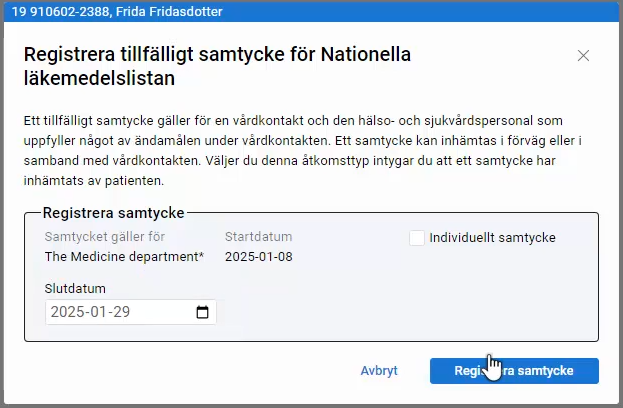 19 910602-2388, Frida Fridasdotter
Registrera tillfälligt samtycke för Nationella
läkemedelslistan
Ett tillfälligt samtycke gäller för en vårdkontakt och den hälso- och sjukvårdspersonal som
uppfyller något av ändamålen under vårdkontakten. Ett samtycke kan inhämtas i förväg eller i
samband med vårdkontakten. Väljer du denna åtkomsttyp intygar du att ett samtycke har
inhämtats av patienten.
Registrera samtycke
Samtycket gäller för
Startdatum
Individuellt samtycke
The Medicine department*
2025-01-08
Slutdatum
2025-01-29
Avbryt
Registrera samtycke